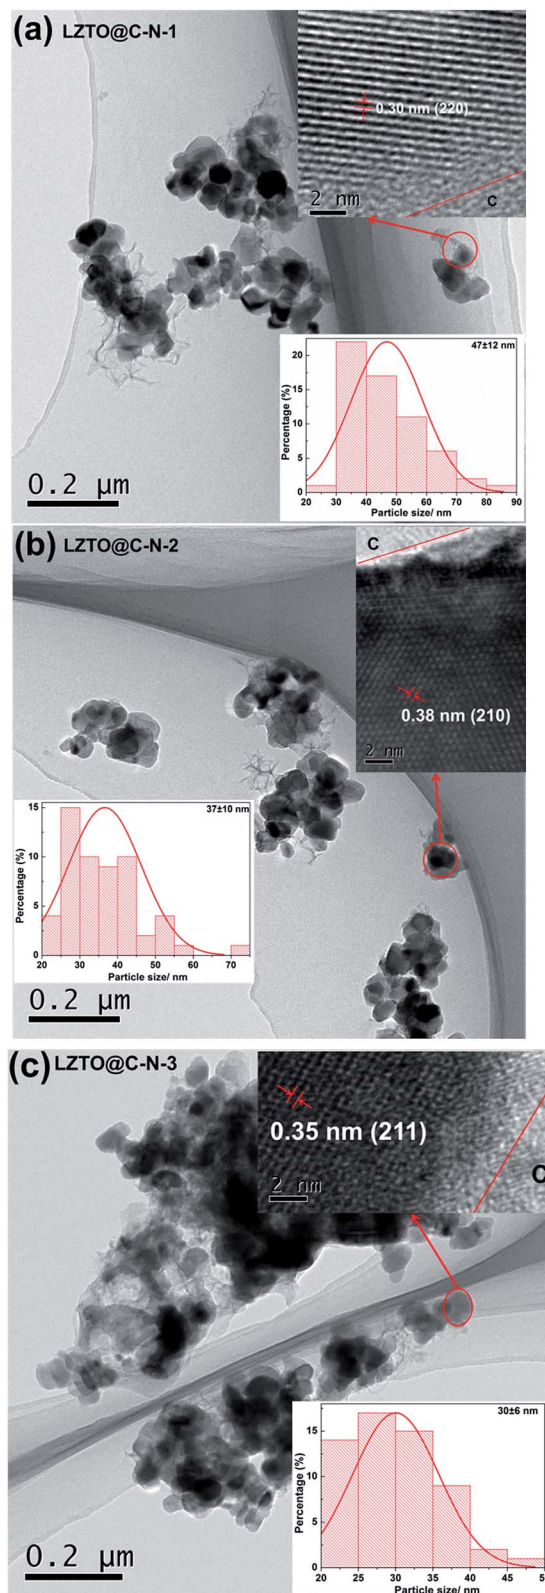 (a) LZTO@C-N-1
0.30 nm (220)
2 nm
C
47±12 nm
Percentage (%)
20
15
10
5
0
20 30 40 50 60 70 80 90
Particle size/ nm
0.2 µm
(b) LZTO@C-N-2
C
0.38 nm (210)
2 nm
37±10 nm
Percentage (%)
15
10
5
0
20 30 40 50 60 70
Particle size/ nm
0.2 µm
(c) LZTO@C-N-3
0.35 nm (211)
2 nm
C
30±6 nm
Percentage (%)
15
10
5
0
20 25 30 35 40 45 50
Particle size/ nm
0.2 µm